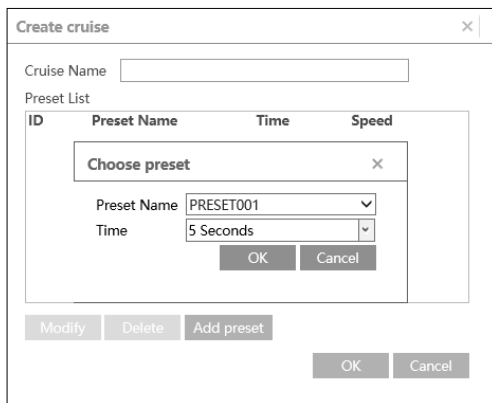 Create cruise
Cruise Name
Preset List
ID Preset Name Time Speed
Choose preset
Preset Name PRESET001
Time 5 Seconds
OK Cancel
Modify Delete Add preset
OK Cancel